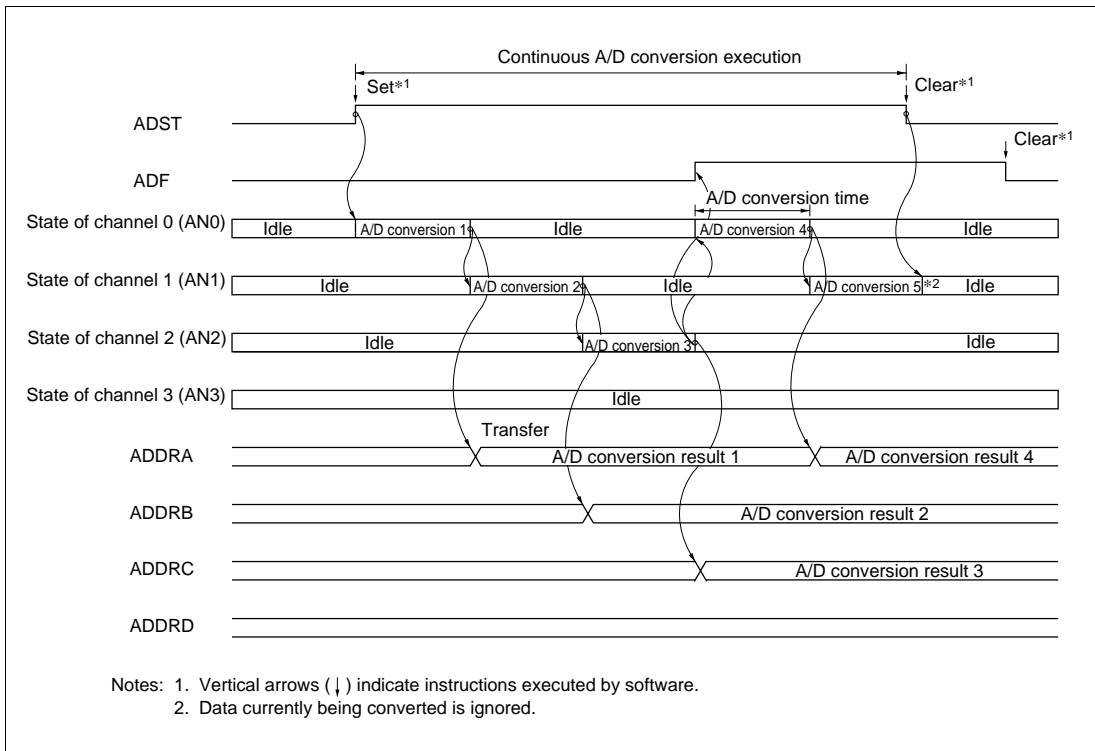 Continuous A/D conversion execution
Set*1 Clear*1
ADST
Clear*1
ADF
A/D conversion time
State of channel 0 (AN0) Idle A/D conversion 1 Idle A/D conversion 4 Idle
State of channel 1 (AN1) Idle A/D conversion 2 Idle A/D conversion 5 *2 Idle
State of channel 2 (AN2) Idle A/D conversion 3 Idle
State of channel 3 (AN3) Idle
Transfer
ADDRA A/D conversion result 1 A/D conversion result 4
ADDRB A/D conversion result 2
ADDRC A/D conversion result 3
ADDRD
Notes: 1. Vertical arrows (↓) indicate instructions executed by software.
2. Data currently being converted is ignored.